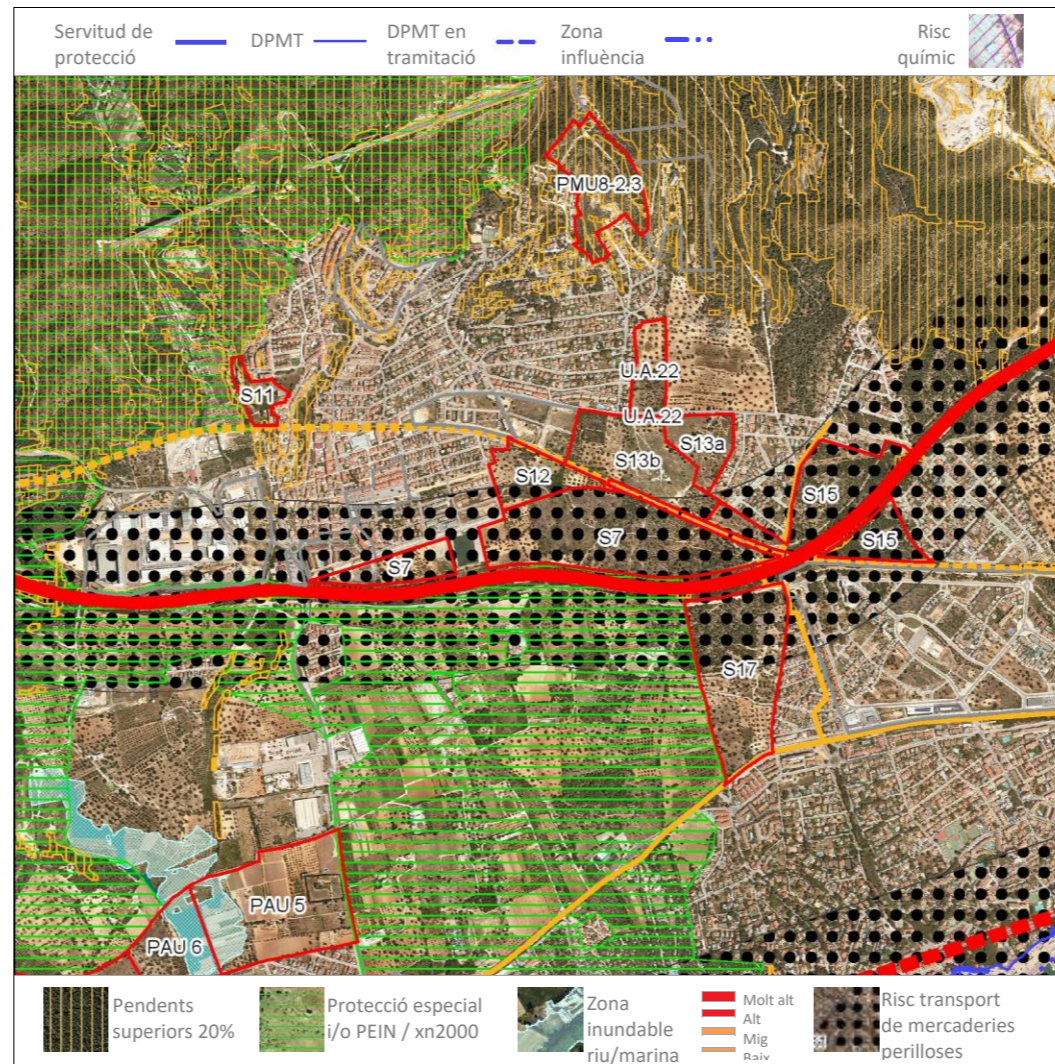 Servitud de
protecció
DPMT
DPMT en
tramitació
Zona
influència
Risc
químic
PMU8-2.3
S11
U.A.22
U.A.22
S13a
S13b
S12
S15
S7
S15
S7
S17
PAU 5
PAU 6
Pendents
superiors 20%
Protecció especial
i/o PEIN / xn2000
Zona
inundable
riu/marina
Molt alt
Alt
Mig
Baix
Risc transport
de mercaderies
perilloses